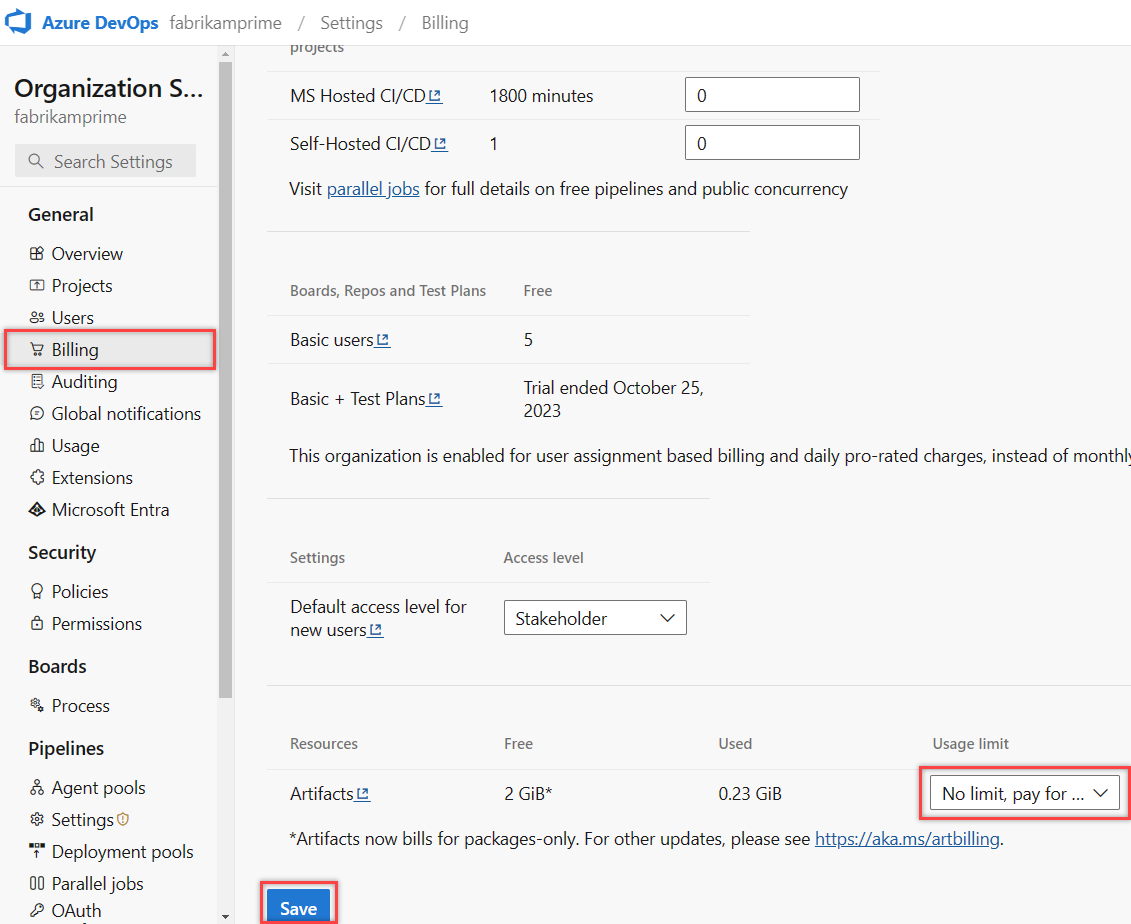 Azure DevOps fabrikamprime / Settings / Billing
Organization S...
fabrikamprime
Search Settings
General
Overview
Projects
Users
Billing
Auditing
Global notifications
Usage
Extensions
Microsoft Entra
Security
Policies
Permissions
Boards
Process
Pipelines
Agent pools
Settings
Deployment pools
Parallel jobs
OAuth
projects
MS Hosted CI/CD 1800 minutes 0
Self-Hosted CI/CD 1 0
Visit parallel jobs for full details on free pipelines and public concurrency
Boards, Repos and Test Plans Free
Basic users 5
Basic + Test Plans Trial ended October 25,
2023
This organization is enabled for user assignment based billing and daily pro-rated charges, instead of monthly
Settings Access level
Default access level for
new users Stakeholder
Resources Free Used Usage limit
Artifacts 2 GiB* 0.23 GiB No limit, pay for ...
*Artifacts now bills for packages-only. For other updates, please see https://aka.ms/artbilling.
Save